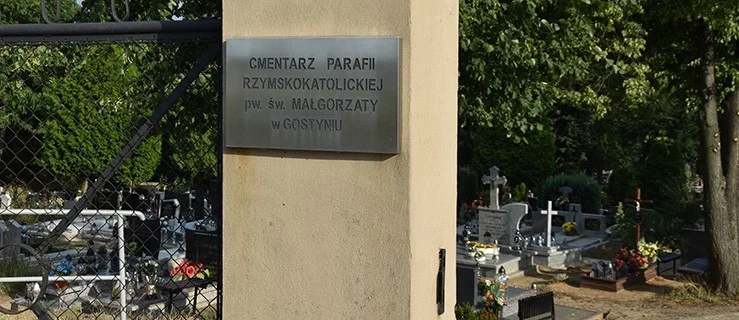 CMENTARZ PARAFII
RZYMSKOKATOLICKIEJ
pw. św. MAŁGORZATY
w GOSTYNIU